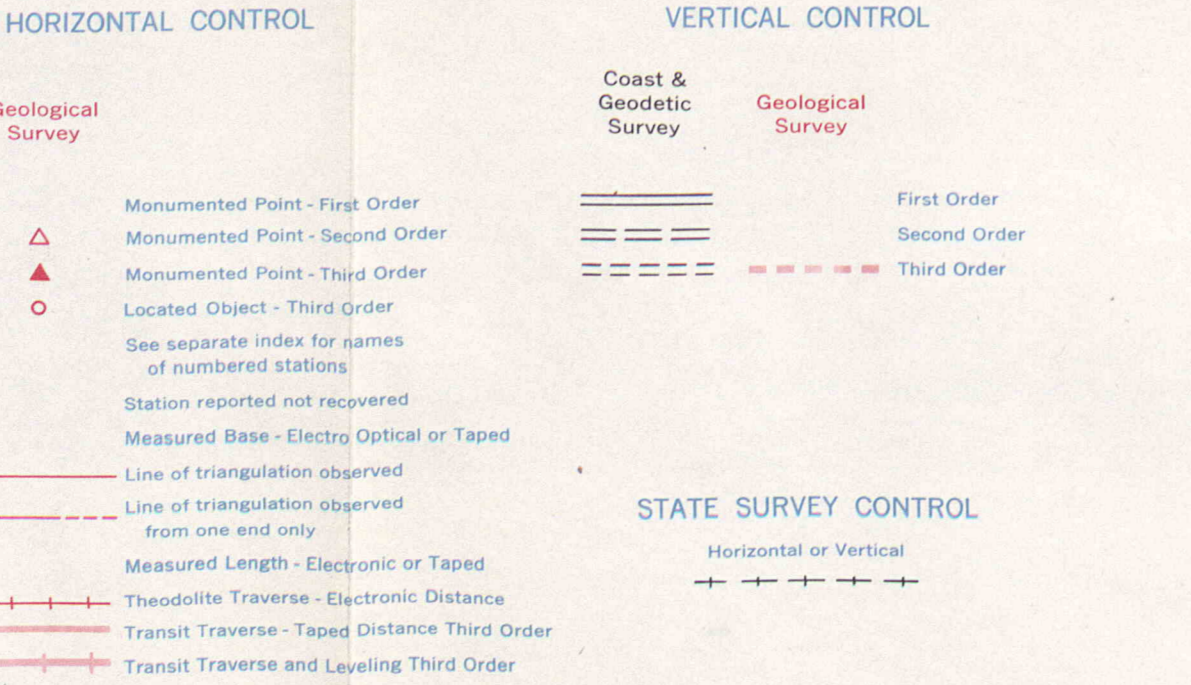 HORIZONTAL CONTROL
Geological
Survey
Monumented Point - First Order
Monumented Point - Second Order
Monumented Point - Third Order
Located Object - Third Order
See separate index for names
of numbered stations
Station reported not recovered
Measured Base - Electro Optical or Taped
Line of triangulation observed
Line of triangulation observed
from one end only
Measured Length - Electronic or Taped
Theodolite Traverse - Electronic Distance
Transit Traverse - Taped Distance Third Order
Transit Traverse and Leveling Third Order
VERTICAL CONTROL
Coast &
Geodetic
Survey
Geological
Survey
First Order
Second Order
Third Order
STATE SURVEY CONTROL
Horizontal or Vertical